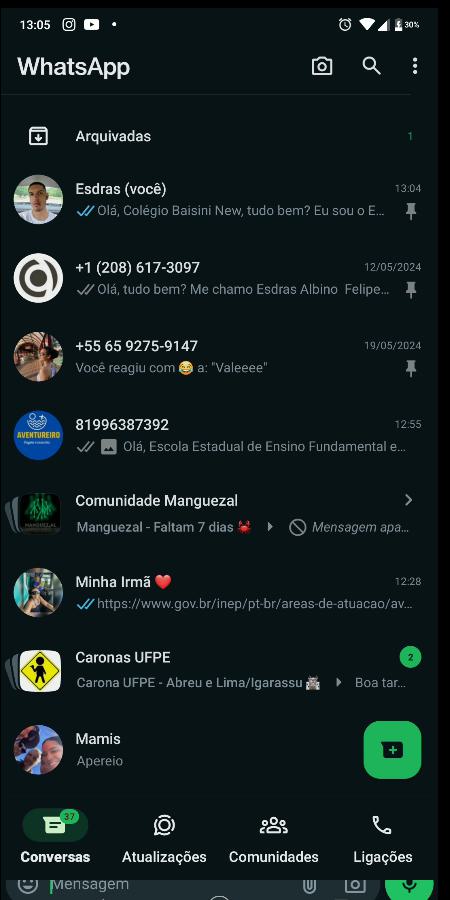 13:05
30%
WhatsApp
Arquivadas 1
Esdras (você) 13:04
Olá, Colégio Baisini New, tudo bem? Eu sou o E...
+1 (208) 617-3097 12/05/2024
Olá, tudo bem? Me chamo Esdras Albino Felipe...
+55 65 9275-9147 19/05/2024
Você reagiu com 😂 a: "Valeeee"
AVENTUREIRO
81996387392 12:55
Olá, Escola Estadual de Ensino Fundamental e...
MANGUEZAL
Comunidade Manguezal
Manguezal - Faltam 7 dias 🦀 Mensagem apa...
Minha Irmã ❤️ 12:28
https://www.gov.br/inep/pt-br/areas-de-atuacao/av...
Caronas UFPE 2
Carona UFPE - Abreu e Lima/Igarassu 🏰 Boa tar...
Mamis
Apereio
37
Conversas Atualizações Comunidades Ligações
Mensagem